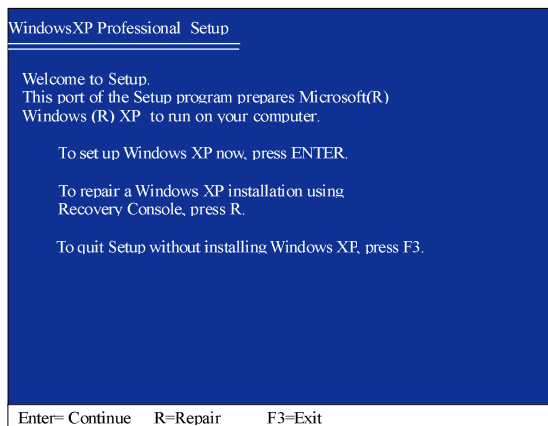 WindowsXP Professional Setup
Welcome to Setup.
This port of the Setup program prepares Microsoft(R)
Windows (R) XP to run on your computer.
To set up Windows XP now, press ENTER.
To repair a Windows XP installation using
Recovery Console, press R.
To quit Setup without installing Windows XP, press F3.
Enter= Continue R=Repair F3=Exit